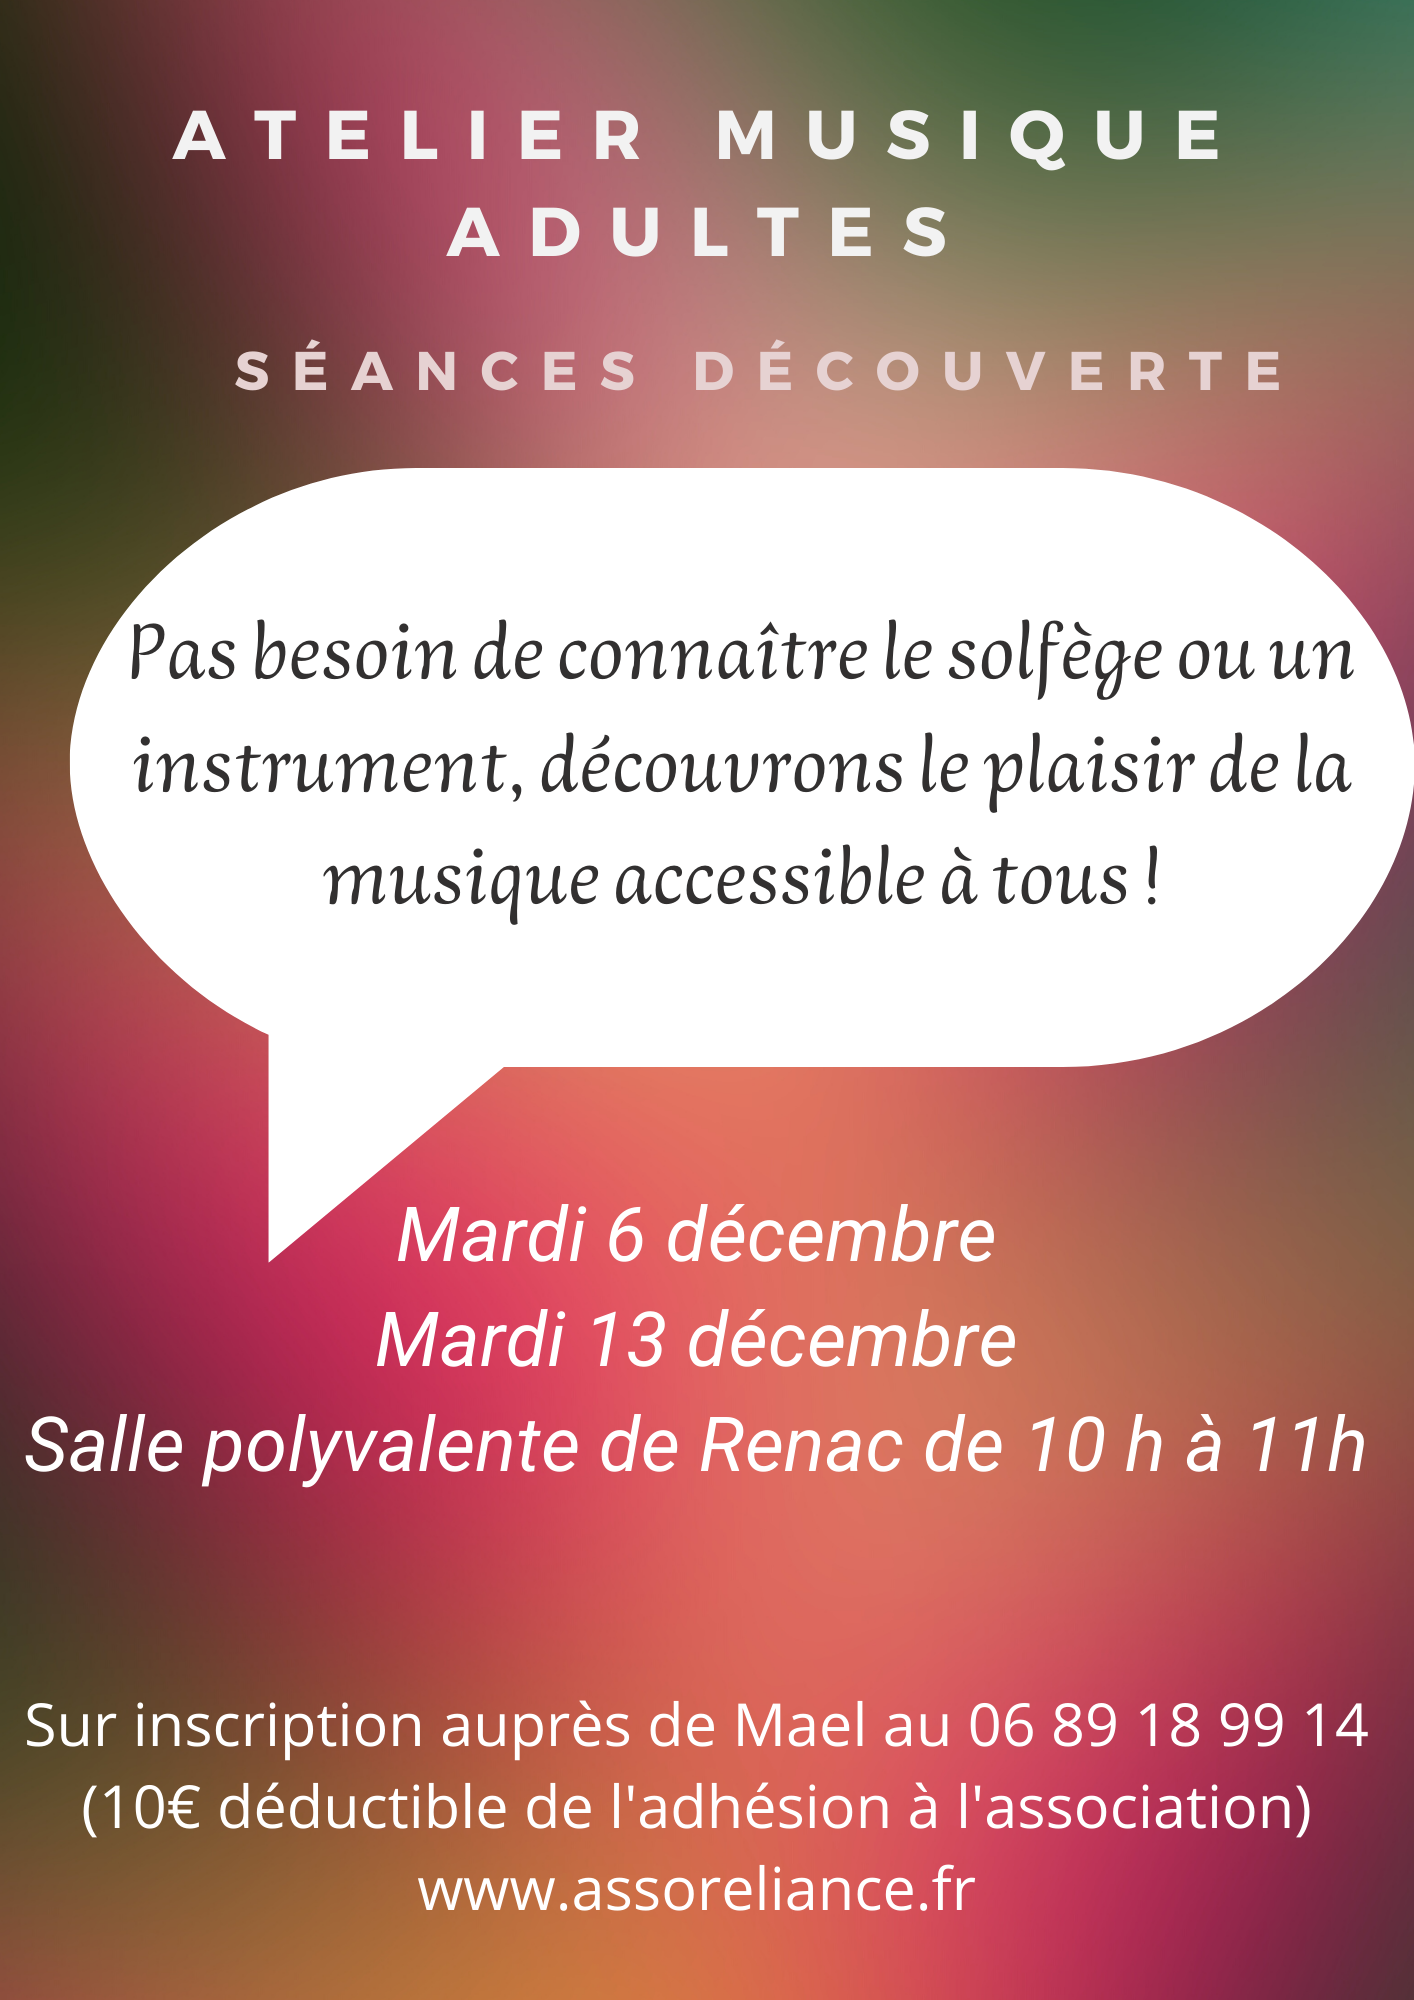 ATELIER MUSIQUE
ADULTES
SÉANCES DÉCOUVERTE
Pas besoin de connaître le solfège ou un
instrument, découvrons le plaisir de la
musique accessible à tous !
Mardi 6 décembre
Mardi 13 décembre
Salle polyvalente de Renac de 10 h à 11h
Sur inscription auprès de Mael au 06 89 18 99 14
(10€ déductible de l'adhésion à l'association)
www.assoreliance.fr